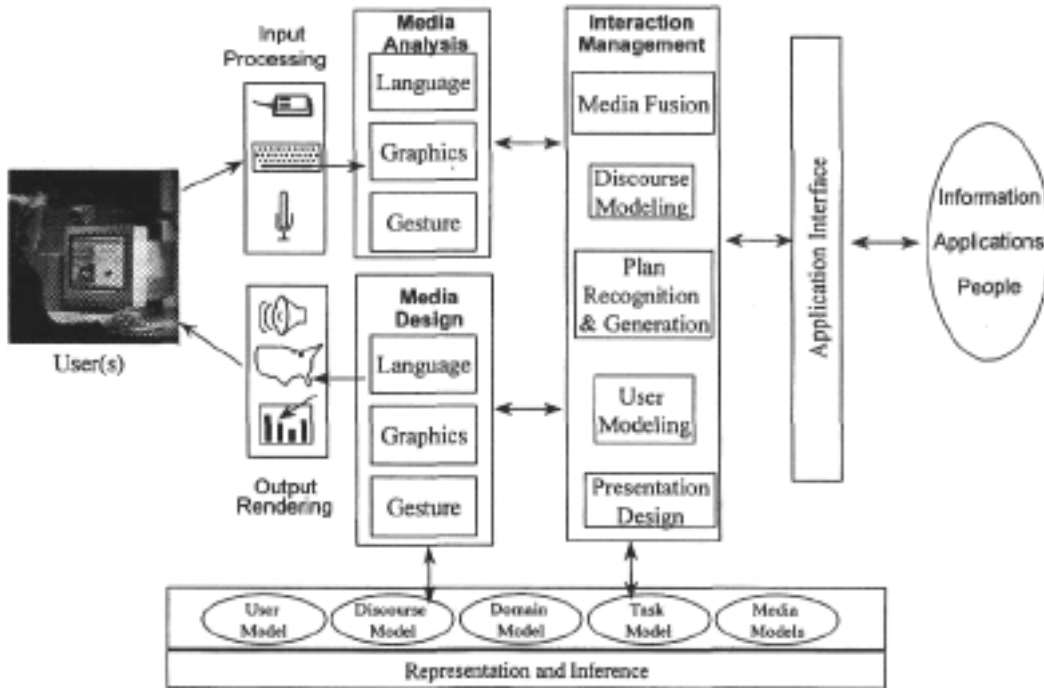 Input
Processing
Media
Analysis
Language
Graphics
Gesture
Interaction
Management
Media Fusion
Discourse
Modeling
Plan
Recognition
& Generation
User
Modeling
Presentation
Design
Application Interface
Information
Applications
People
User(s)
Media
Design
Language
Graphics
Gesture
Output
Rendering
User
Model
Discourse
Model
Domain
Model
Task
Model
Media
Models
Representation and Inference